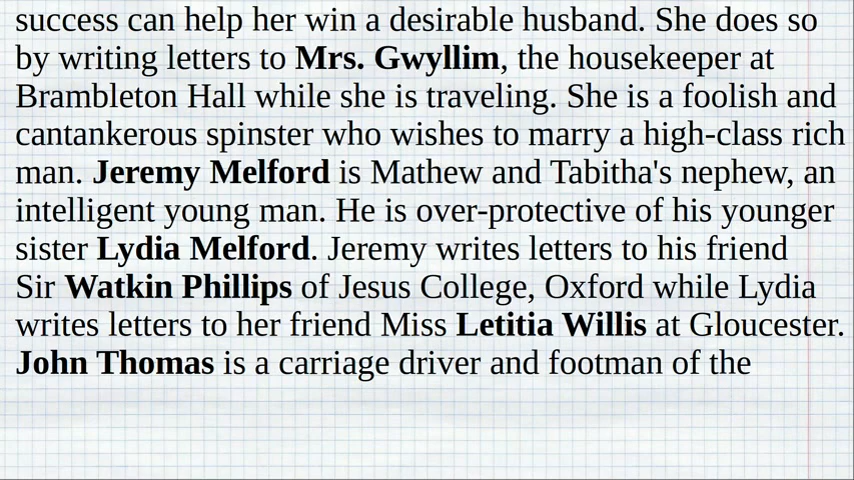 success can help her win a desirable husband. She does so
by writing letters to Mrs. Gwyllim, the housekeeper at
Brambleton Hall while she is traveling. She is a foolish and
cantankerous spinster who wishes to marry a high-class rich
man. Jeremy Melford is Mathew and Tabitha's nephew, an
intelligent young man. He is over-protective of his younger
sister Lydia Melford. Jeremy writes letters to his friend
Sir Watkin Phillips of Jesus College, Oxford while Lydia
writes letters to her friend Miss Letitia Willis at Gloucester.
John Thomas is a carriage driver and footman of the